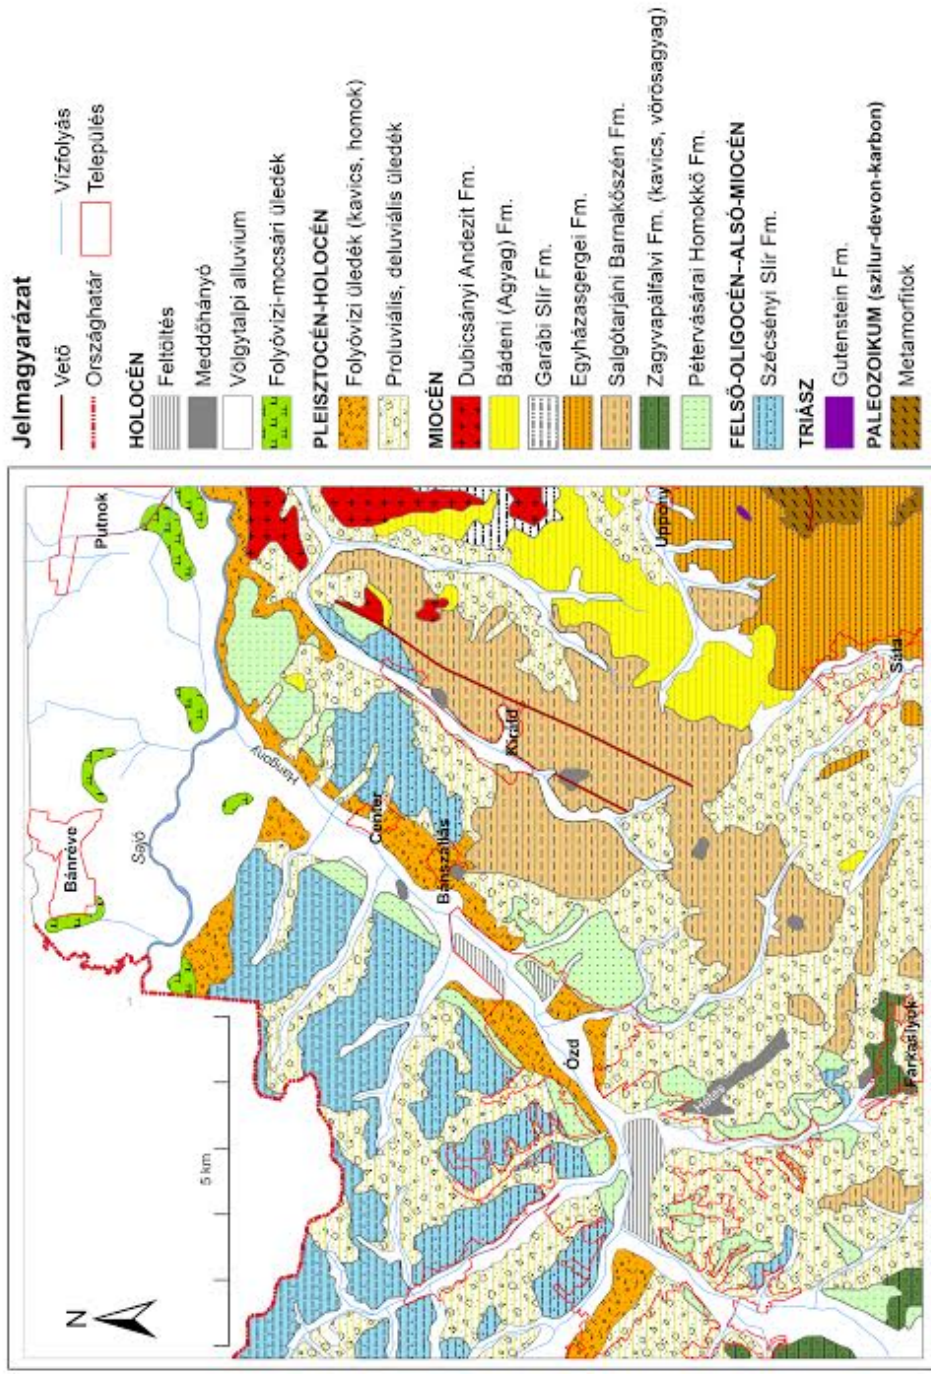 Jelmagyarázat
Vető
Vízfolyás
Országhatár
Település
HOLOCÉN
Feltöltés
Meddőhányó
Völgytalpi alluvium
Folyóvízi-mocsári üledék
PLEISZTOCÉN-HOLOCÉN
Folyóvízi üledék (kavics, homok)
Proluviális, deluviális üledék
MIOCÉN
Dubicsányi Andezit Fm.
Bádeni (Agyag) Fm.
Garábi Slír Fm.
Egyházasgergei Fm.
Salgótarjáni Barnakőszén Fm.
Zagyvapálfalvi Fm. (kavics, vörösagyag)
Pétervásárai Homokkő Fm.
FELSŐ-OLIGOCÉN--ALSÓ-MIOCÉN
Szécsényi Slír Fm.
TRIÁSZ
Gutenstein Fm.
PALEOZOIKUM (szilur-devon-karbon)
Metamorfitok
N
5 km
1
Bánréve
Putnok
Sajó
Hangony
Center
Bánszállás
Királd
Uppony
Sáta
Ózd
Hétes
Farkaslyuk